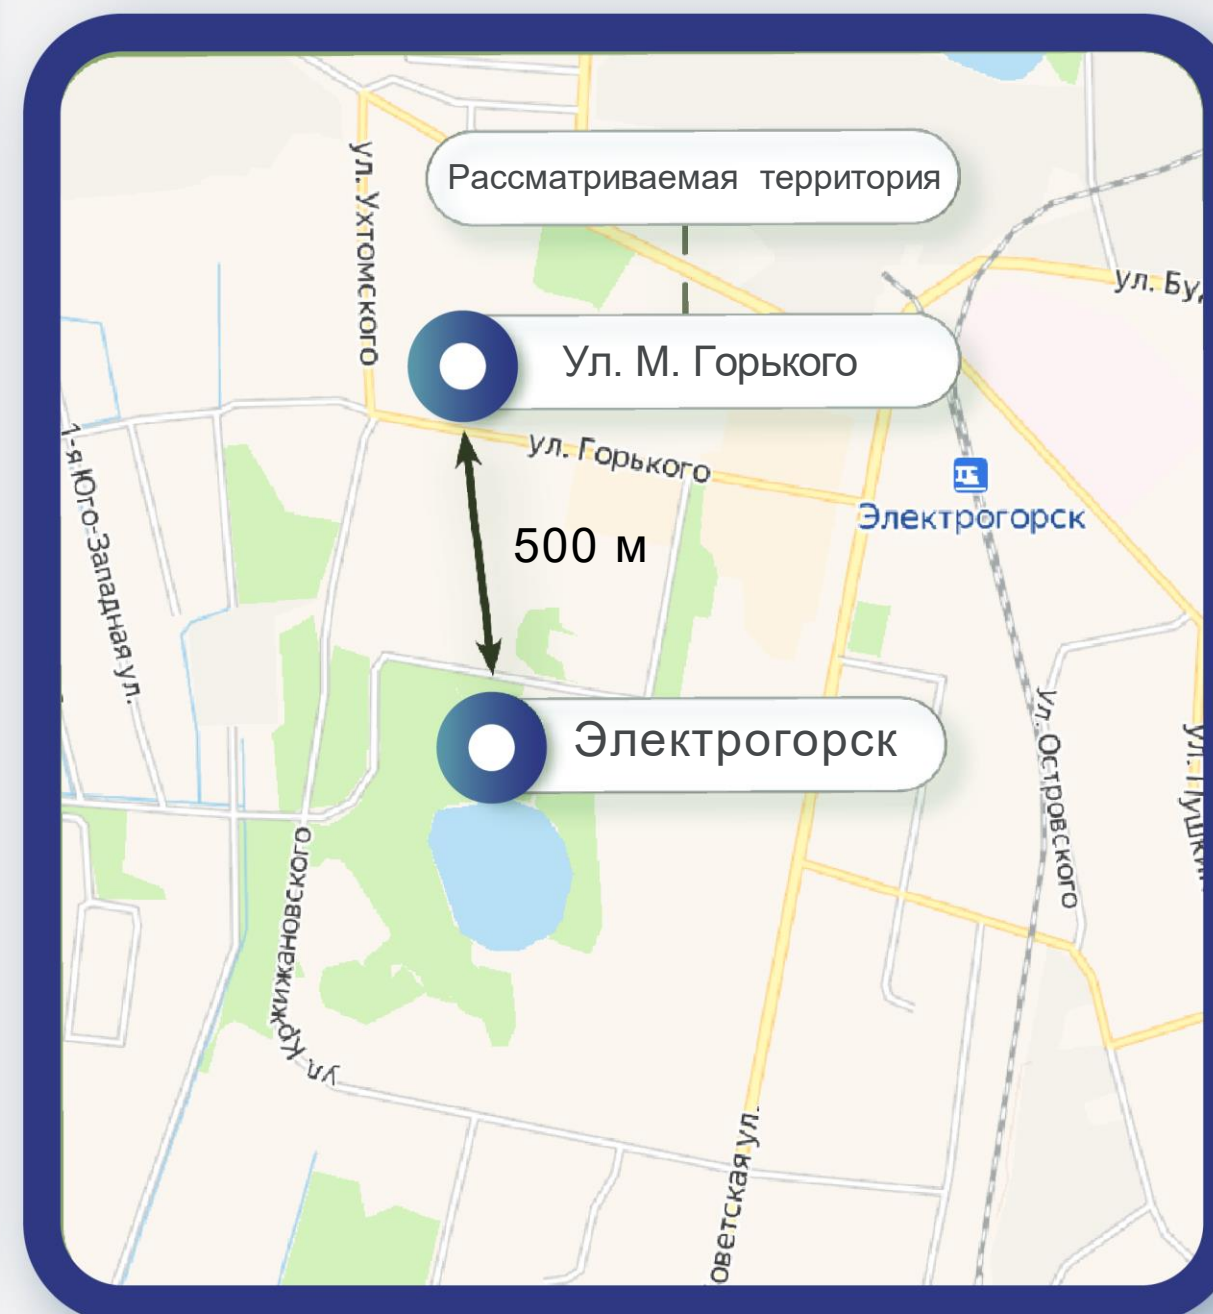 Рассматриваемая территория
ул. Ухтомского
ул. Бу
Ул. М. Горького
ул. Горького
1-я Юго-Западная ул.
Электрогорск
500 м
Электрогорск
ул. Островского
ул. Пушки
ул. Кржижановского
оветская ул.